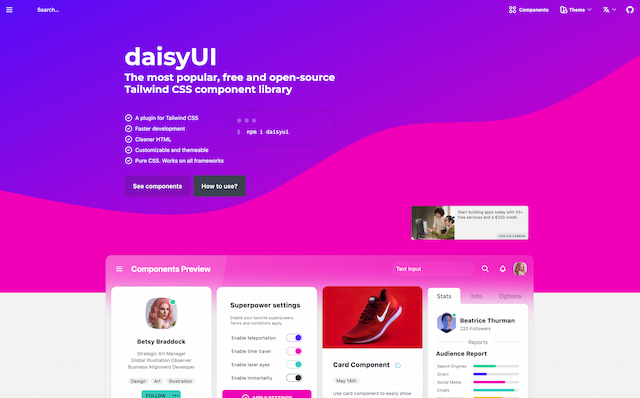 Search...
Components
Theme
daisyUI
The most popular, free and open-source
Tailwind CSS component library
A plugin for Tailwind CSS
Faster development
Cleaner HTML
Customizable and themeable
Pure CSS. Works on all frameworks
$ npm i daisyui
See components
How to use?
Start building apps today with 65+
free services and a $200 credit
ADS VIA CARBON
Components Preview
Text Input
Betsy Braddock
Strategic Art Manager
Global Illustration Observer
Business Alignment Developer
Design Art Illustration
FOLLOW
Superpower settings
Enable your favorite superpower.
Terms and conditions apply.
Enable teleportation
Enable time travel
Enable laser eyes
Enable immortality
APPLY SETTINGS
Card Component
May 14th
Use card component to easily show
Stats Info Options
Beatrice Thurman
220 Followers
Reports
Audience Report
Search Engines
Direct
Social Media
Emails